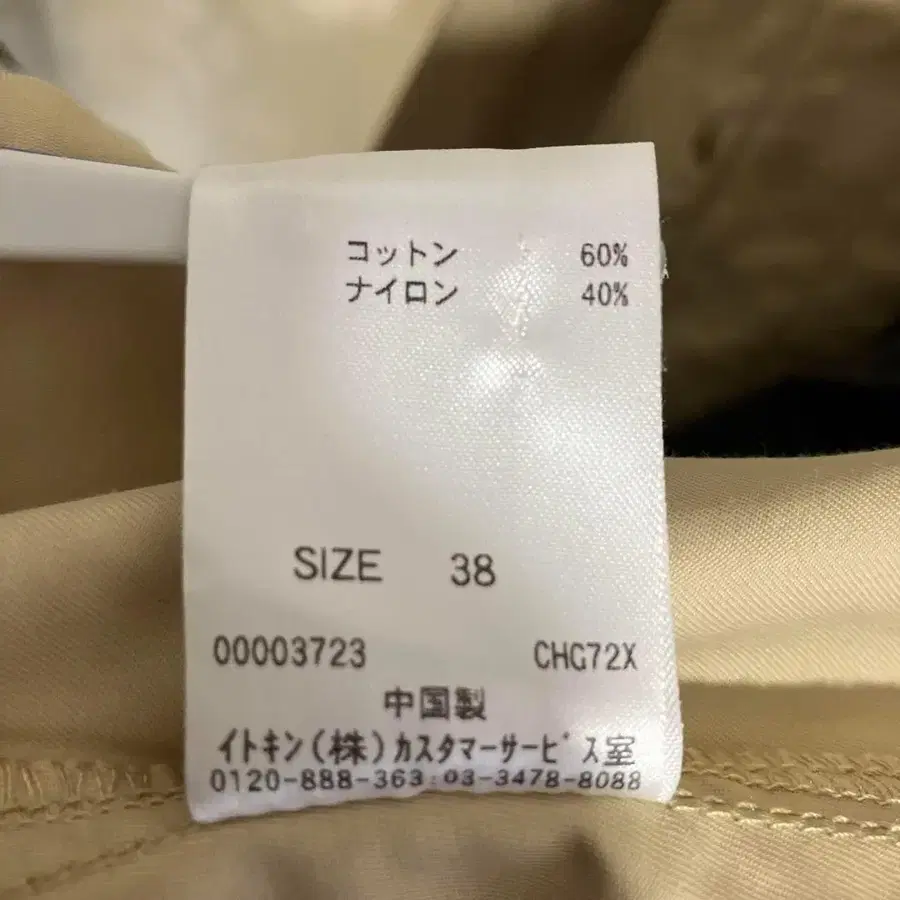 コットン 60%
ナイロン 40%
SIZE 38
00003723 CHG72X
中国製
イトキン(株)カスタマーサービス室
0120-888-363:03-3478-8088